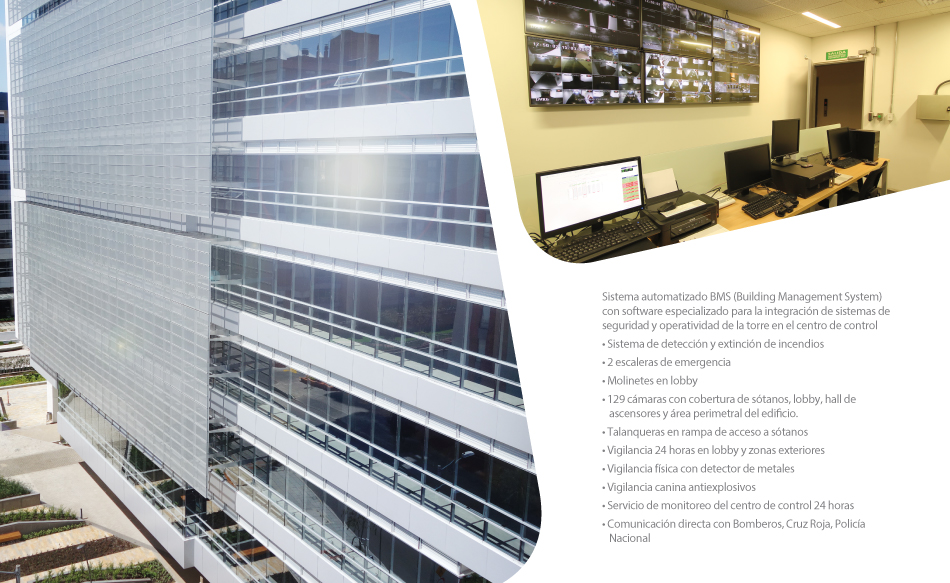 Sistema automatizado BMS (Building Management System)
con software especializado para la integración de sistemas de
seguridad y operatividad de la torre en el centro de control
• Sistema de detección y extinción de incendios
• 2 escaleras de emergencia
• Molinetes en lobby
• 129 cámaras con cobertura de sótanos, lobby, hall de
ascensores y área perimetral del edificio.
• Talanqueras en rampa de acceso a sótanos
• Vigilancia 24 horas en lobby y zonas exteriores
• Vigilancia física con detector de metales
• Vigilancia canina antiexplosivos
• Servicio de monitoreo del centro de control 24 horas
• Comunicación directa con Bomberos, Cruz Roja, Policía
Nacional